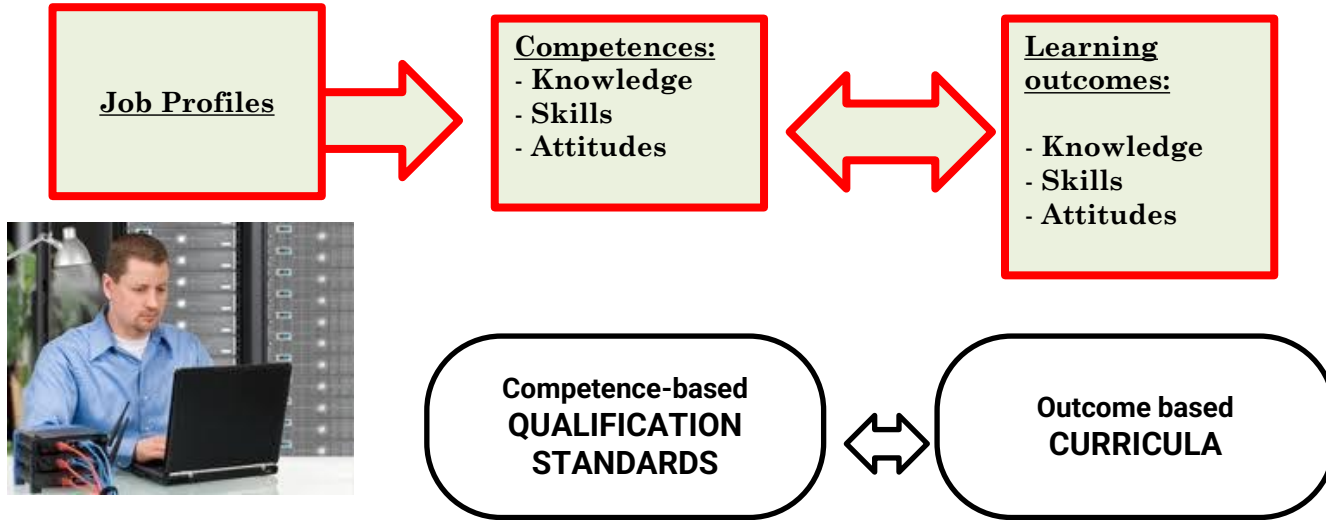 Job Profiles
Competences:
- Knowledge
- Skills
- Attitudes
Learning
outcomes:
- Knowledge
- Skills
- Attitudes
Competence-based
QUALIFICATION
STANDARDS
Outcome based
CURRICULA